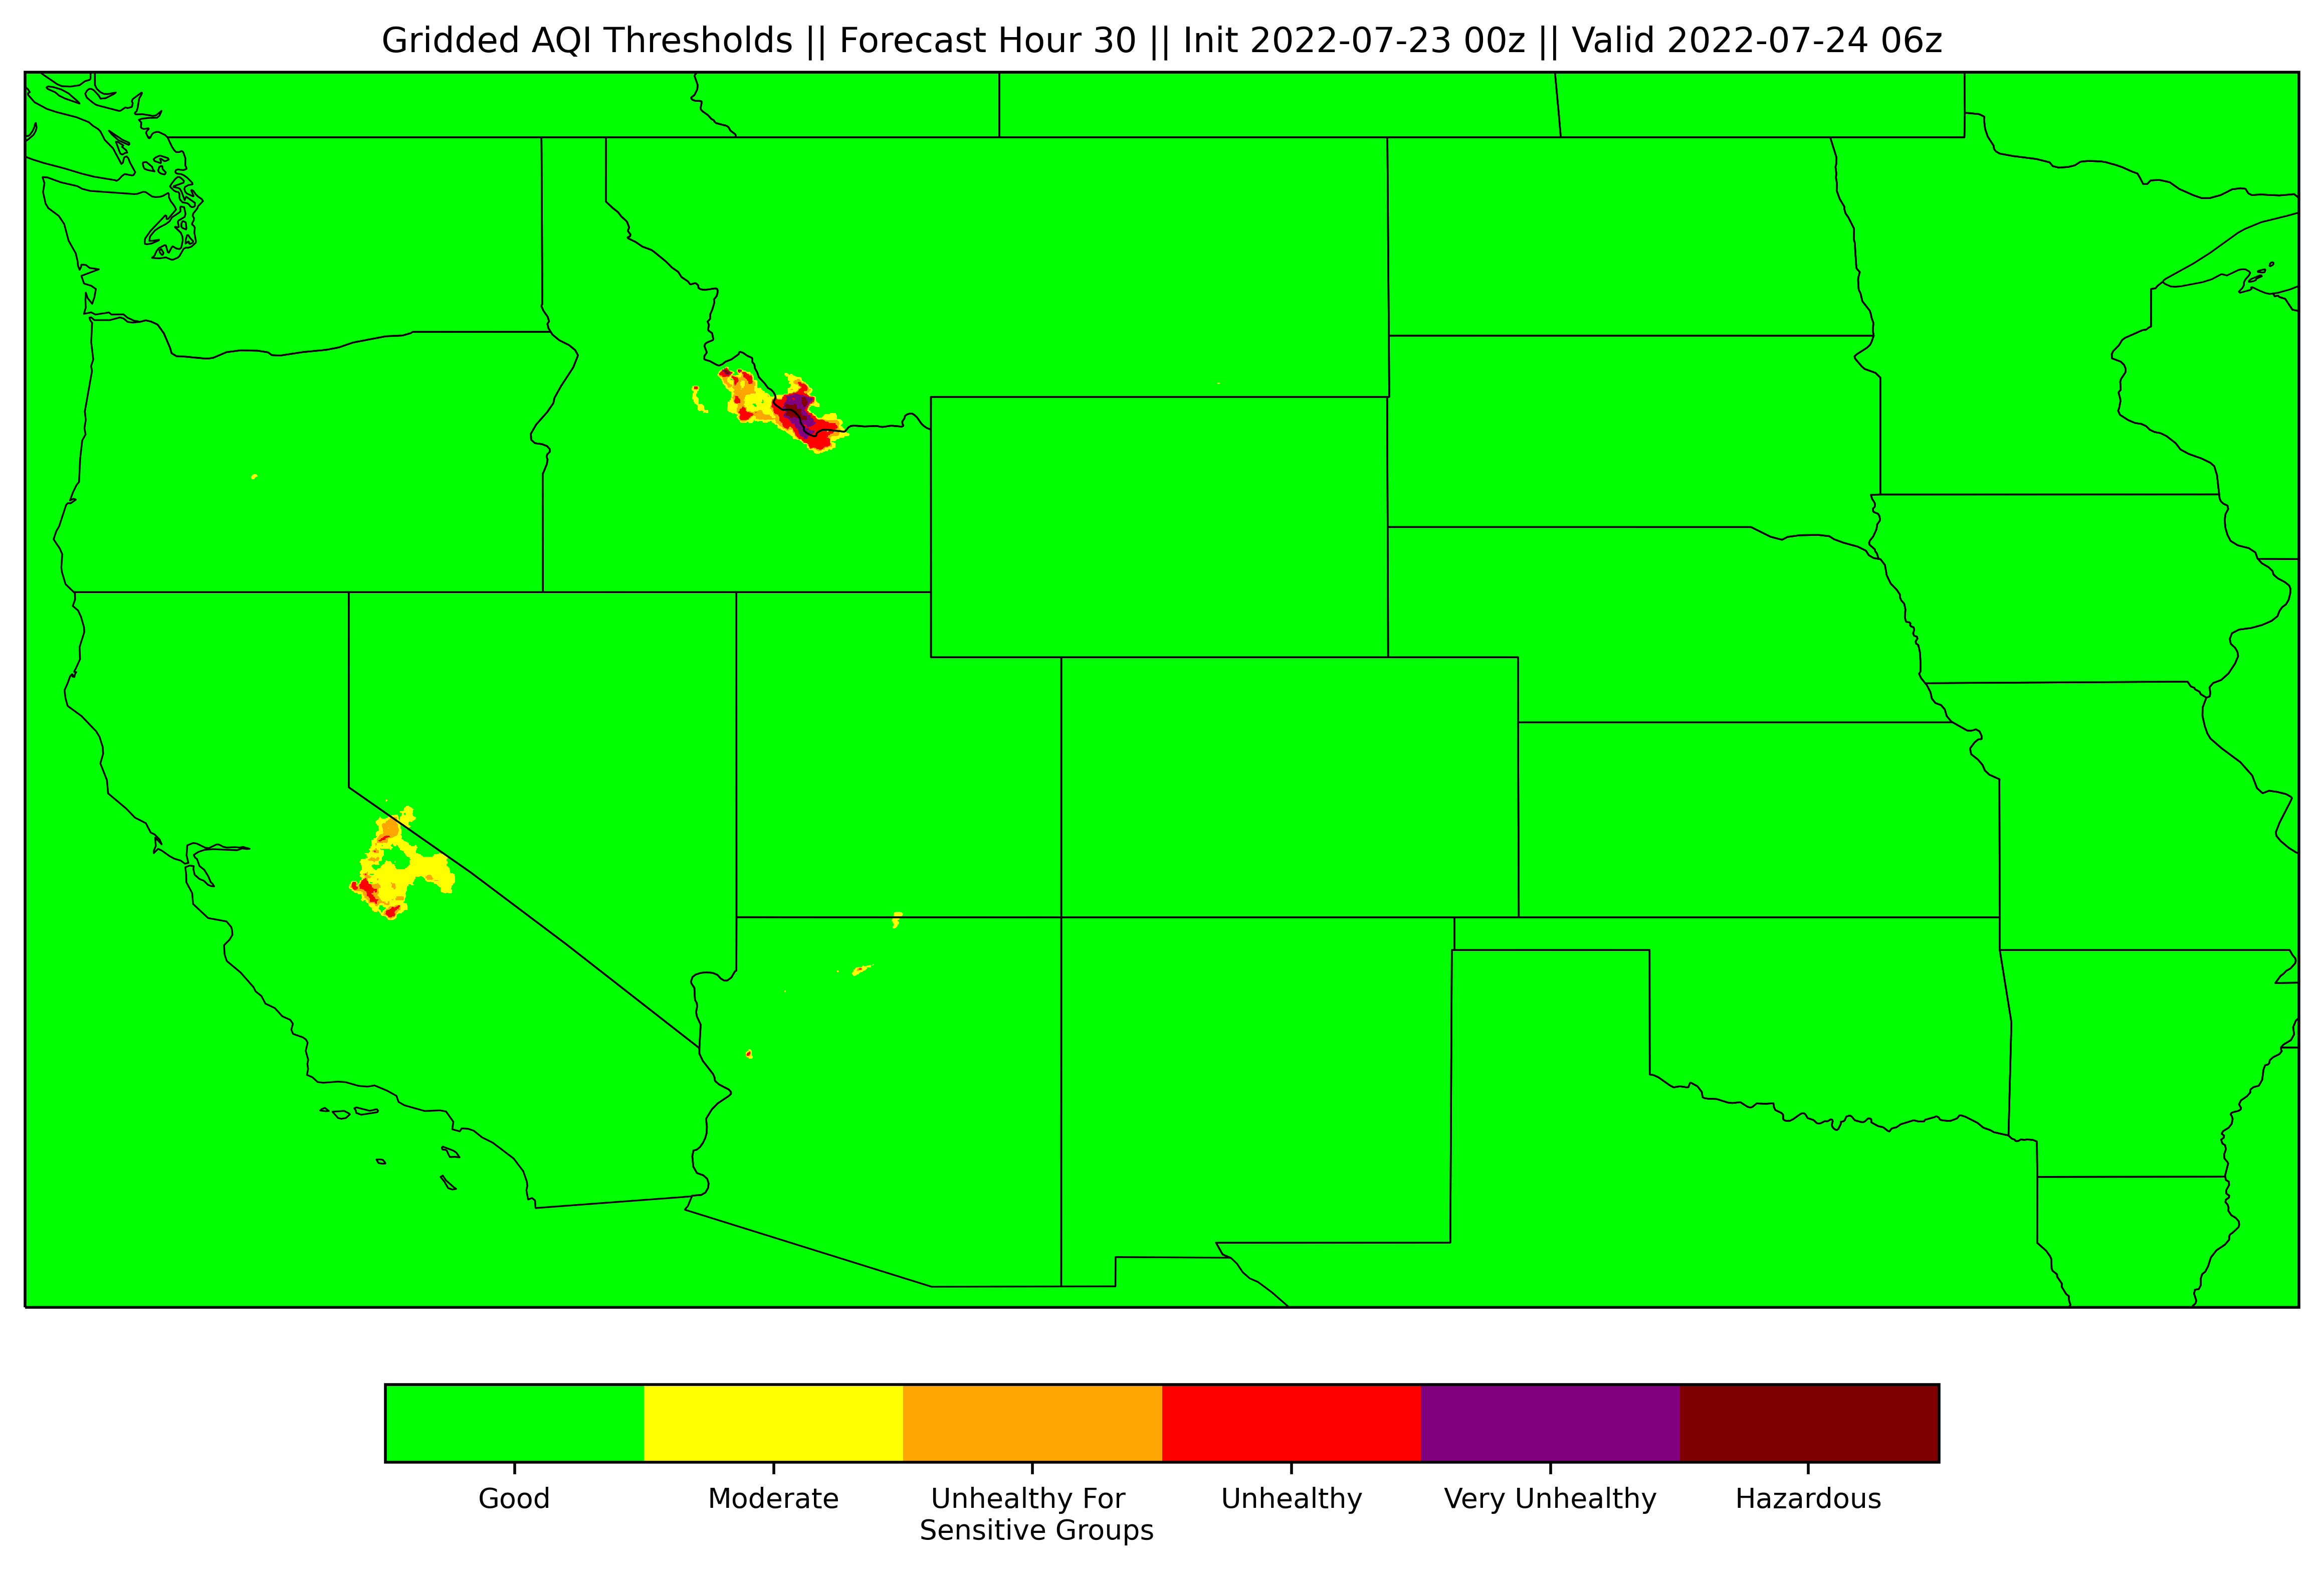 Gridded AQI Thresholds || Forecast Hour 30 || Init 2022-07-23 00z || Valid 2022-07-24 06z
Good
Moderate
Unhealthy For
Sensitive Groups
Unhealthy
Very Unhealthy
Hazardous